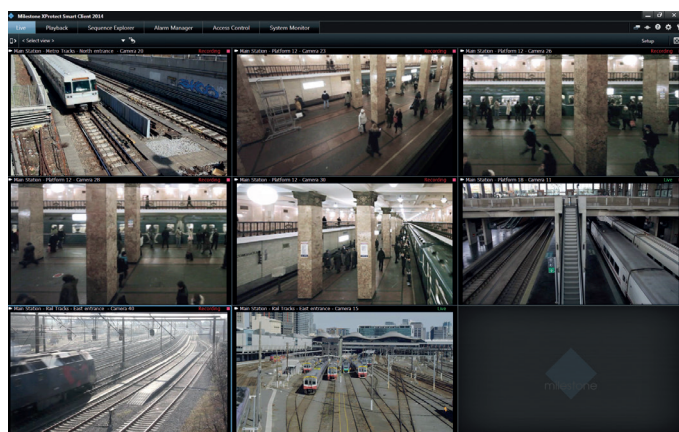 Milestone XProtect Smart Client 2014
Live Playback Sequence Explorer Alarm Manager Access Control System Monitor
< Select view > Setup
Main Station - Metro Tracks - North entrance - Camera 20 Recording
Main Station - Platform 12 - Camera 23 Recording
Main Station - Platform 12 - Camera 26 Recording
Main Station - Platform 12 - Camera 28 Recording
Main Station - Platform 12 - Camera 30 Recording
Main Station - Platform 18 - Camera 11 Live
Main Station - Rail Tracks - East entrance - Camera 40 Recording
Main Station - Rail Tracks - East entrance - Camera 15 Live
milestone